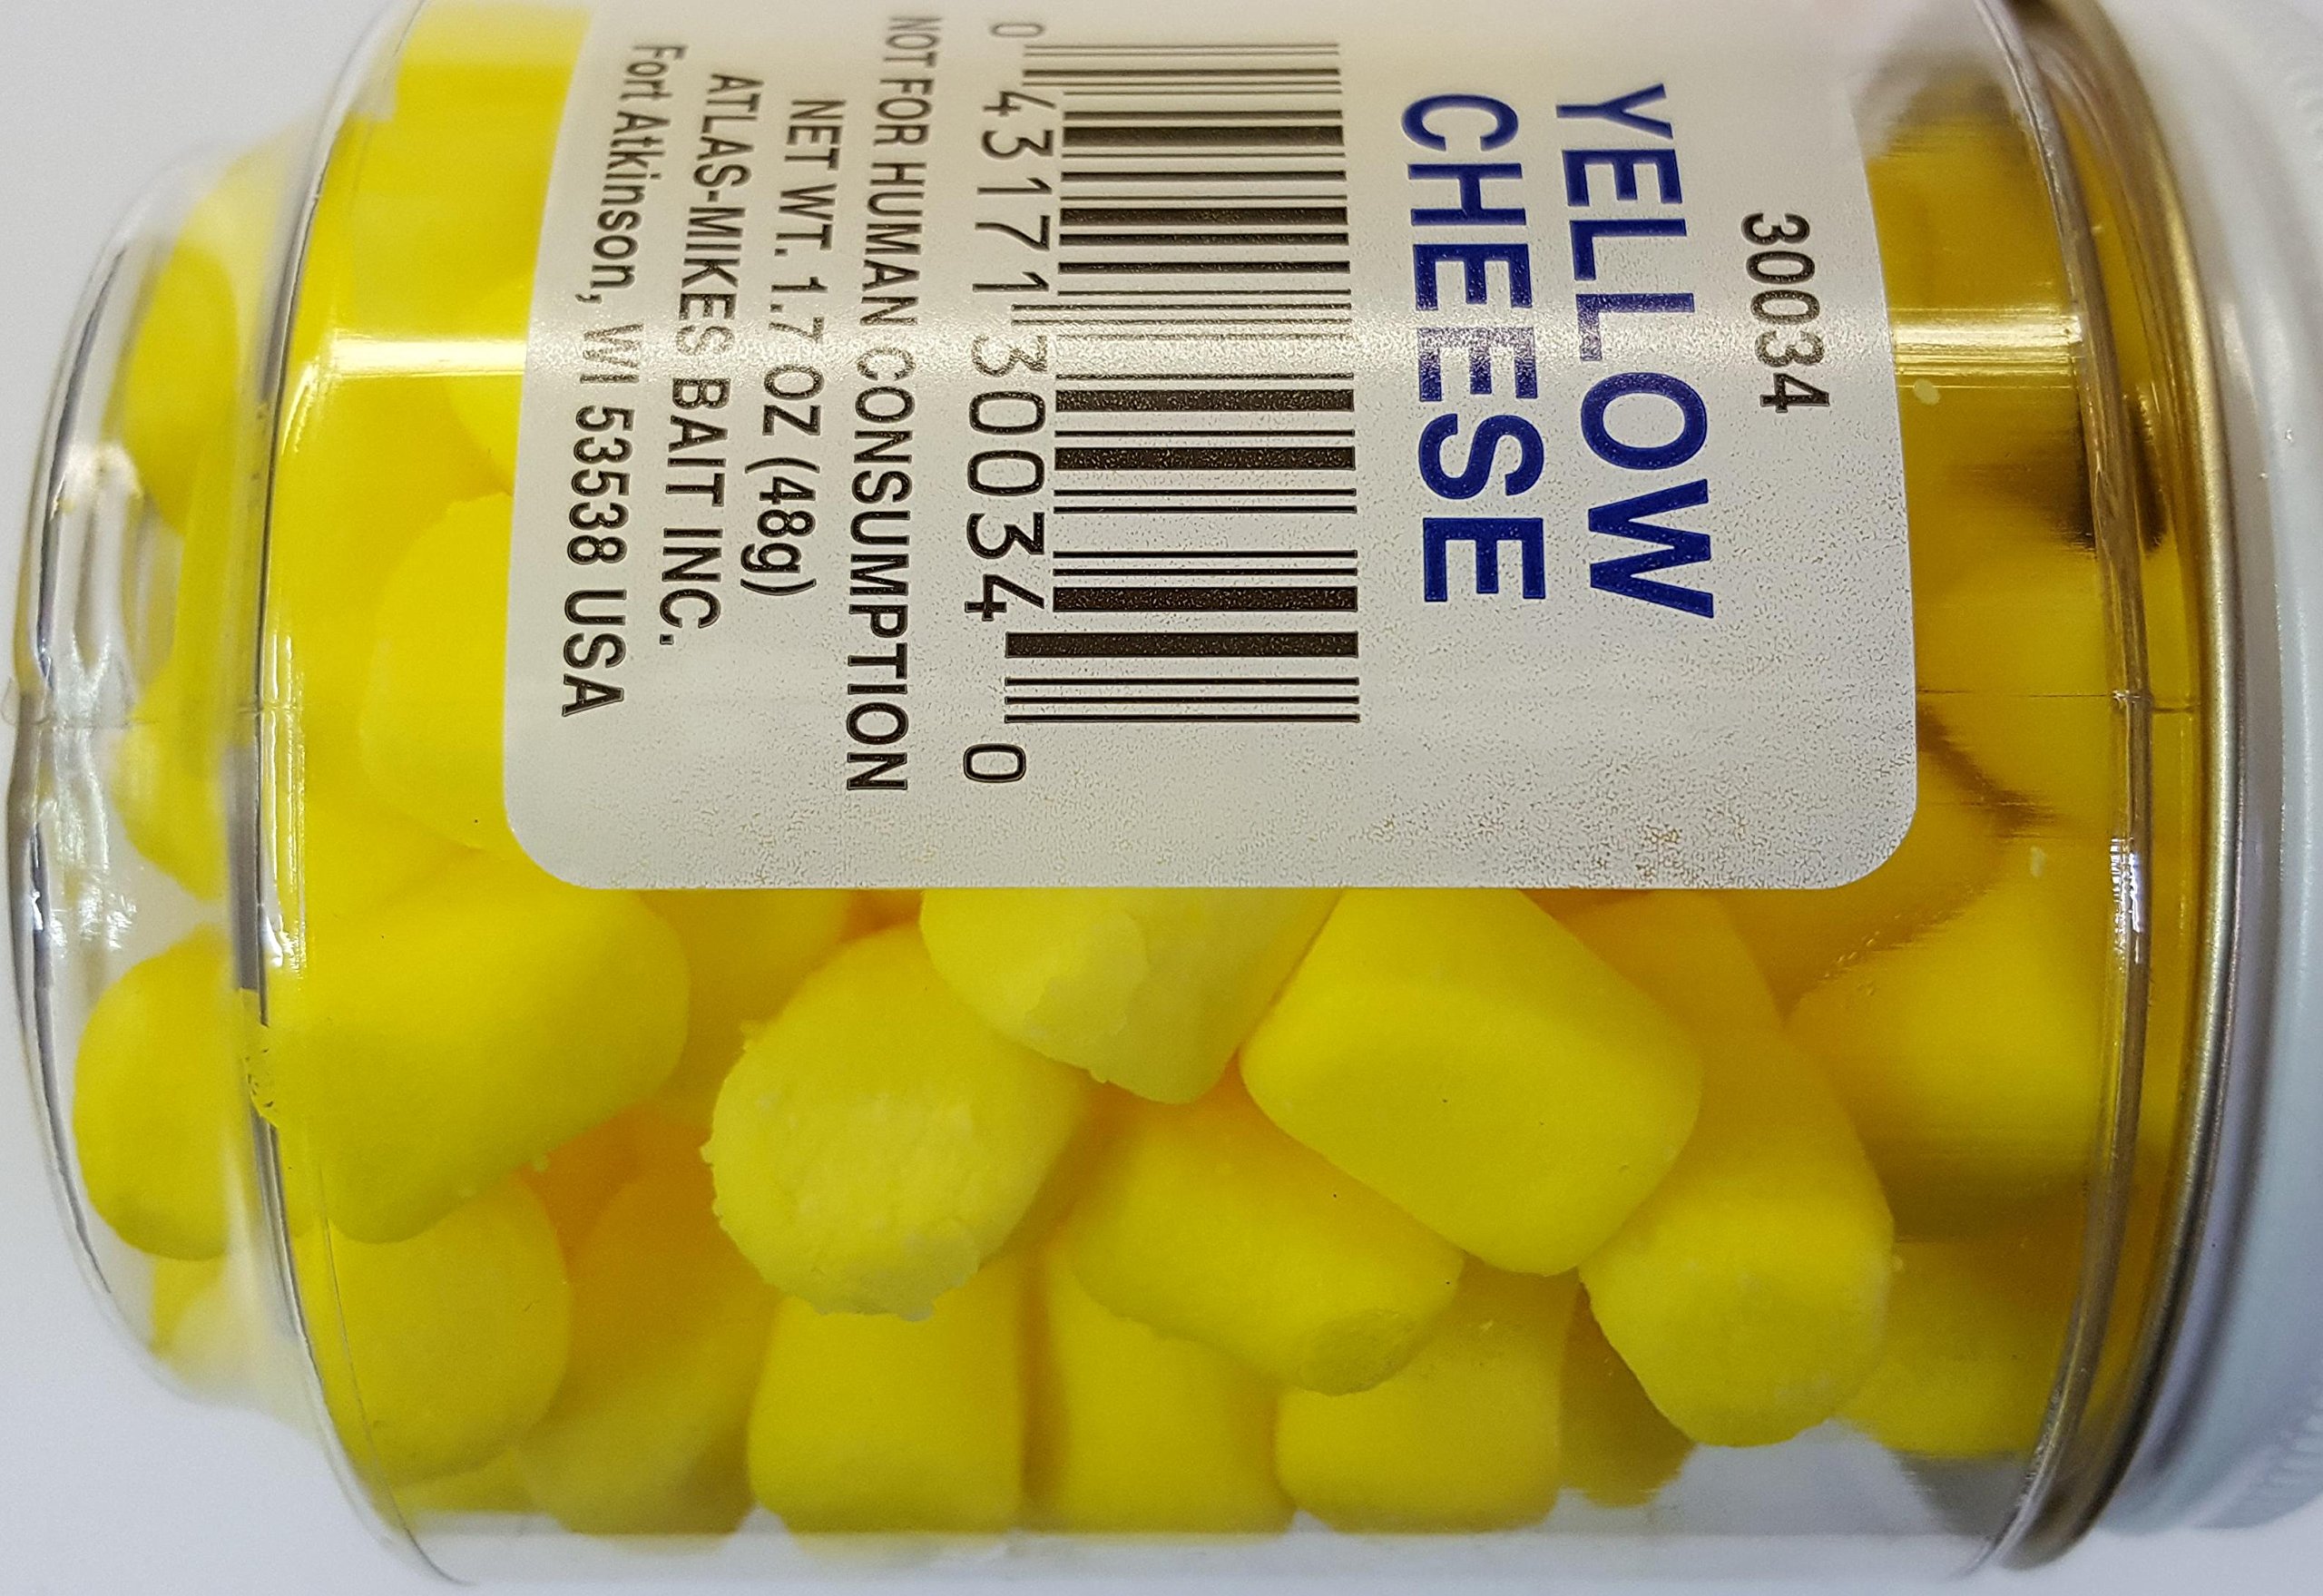 30034
YELLOW
CHEESE
0 43171 30034 0
NOT FOR HUMAN CONSUMPTION
NET WT. 1.7 OZ (48g)
ATLAS-MIKES BAIT INC.
Fort Atkinson, WI 53538 USA